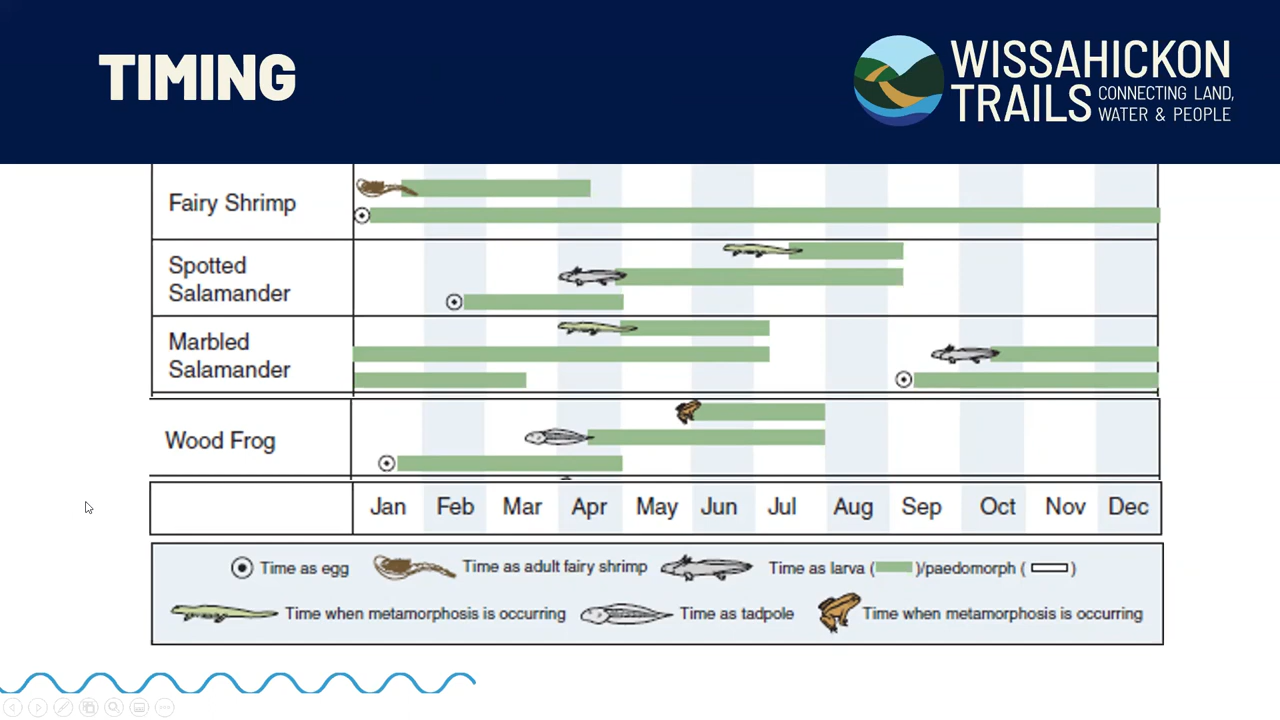 TIMING
WISSAHICKON
TRAILS
CONNECTING LAND,
WATER & PEOPLE
Fairy Shrimp
Spotted
Salamander
Marbled
Salamander
Wood Frog
Jan Feb Mar Apr May Jun Jul Aug Sep Oct Nov Dec
Time as egg Time as adult fairy shrimp Time as larva ( )/paedomorph ( )
Time when metamorphosis is occurring Time as tadpole Time when metamorphosis is occurring